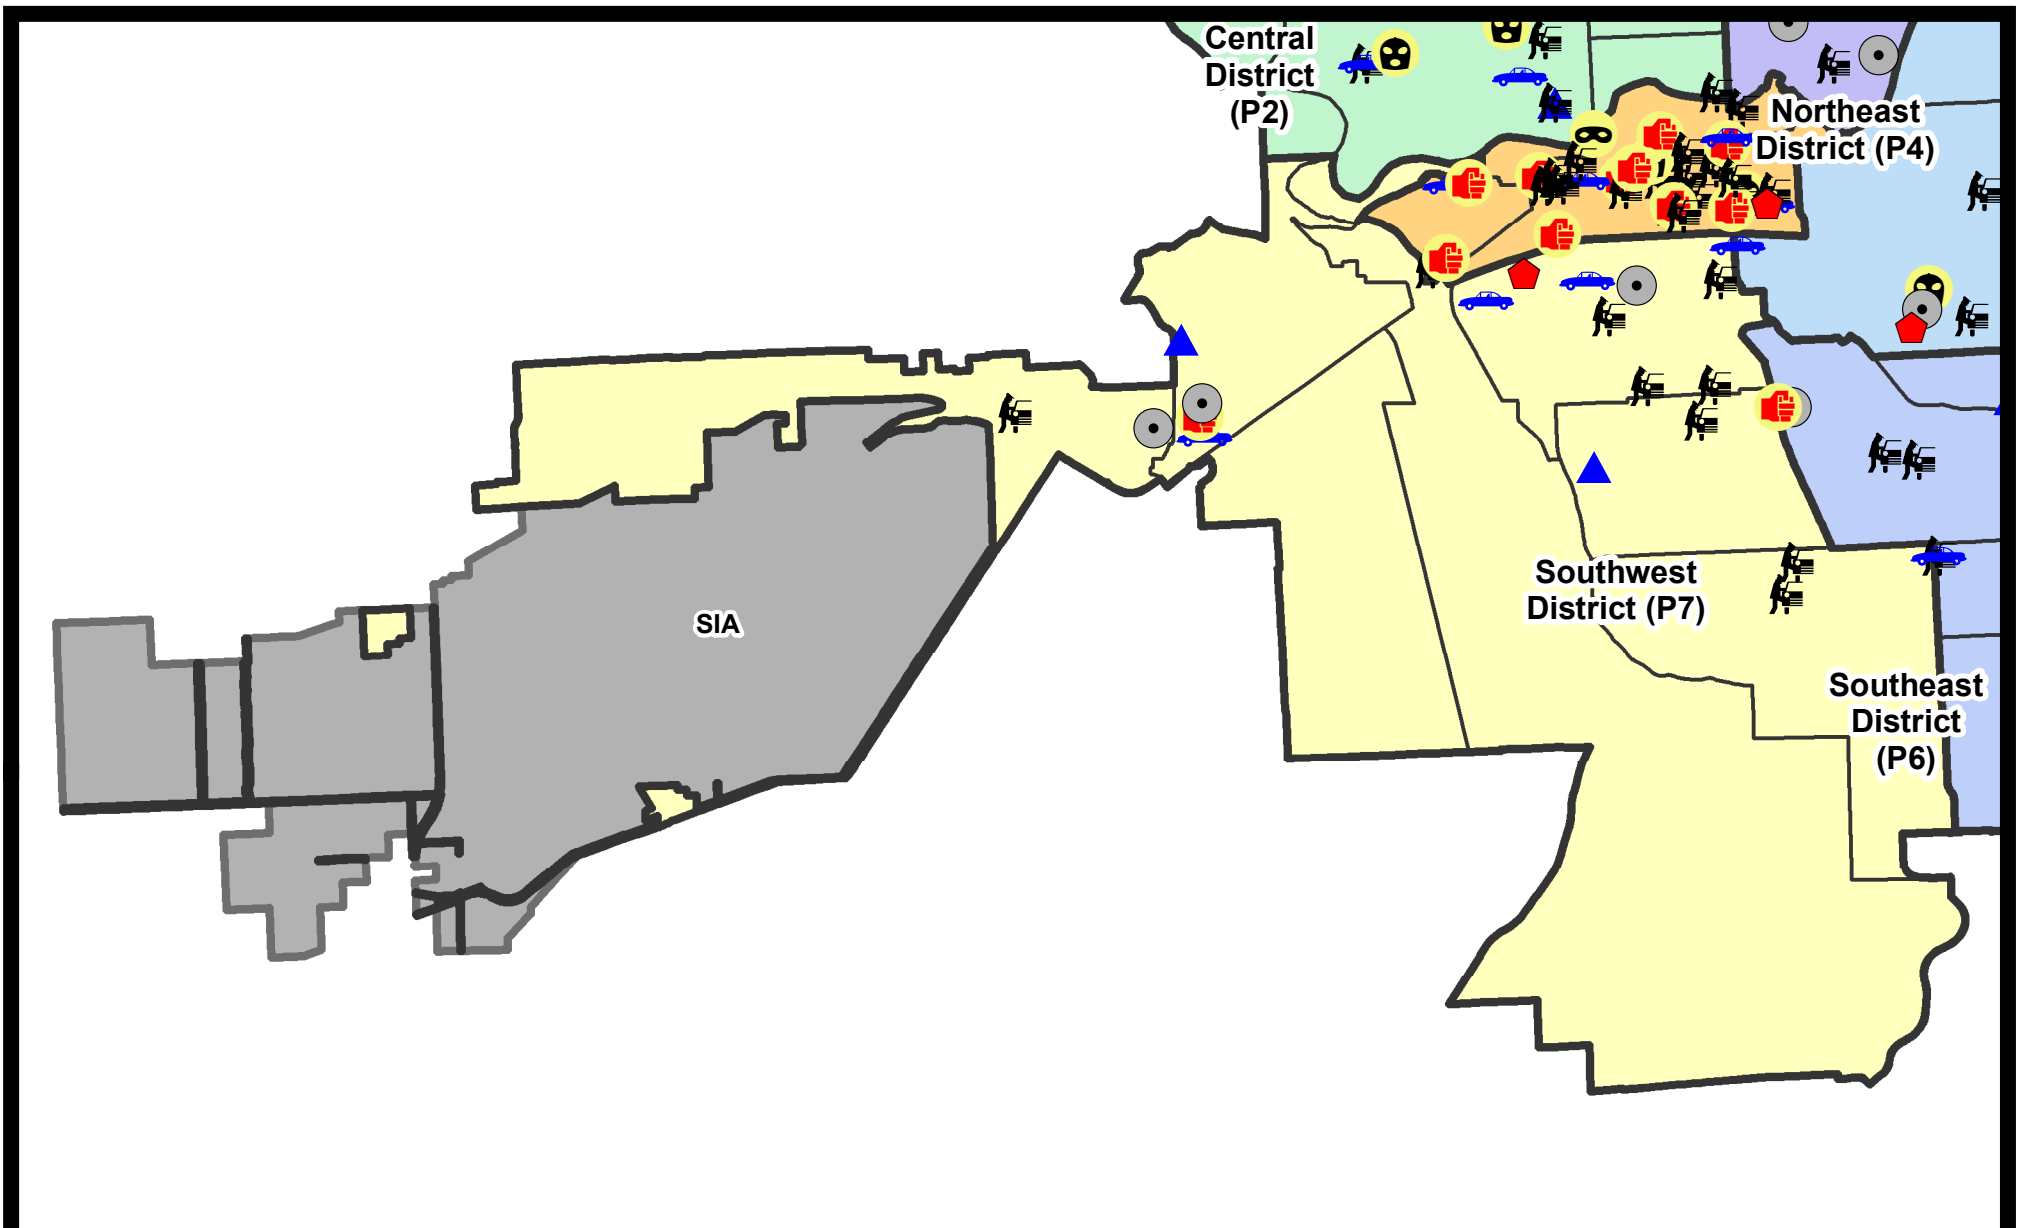 Central
District
(P2)
Northeast
District (P4)
SIA
Southwest
District (P7)
Southeast
District
(P6)